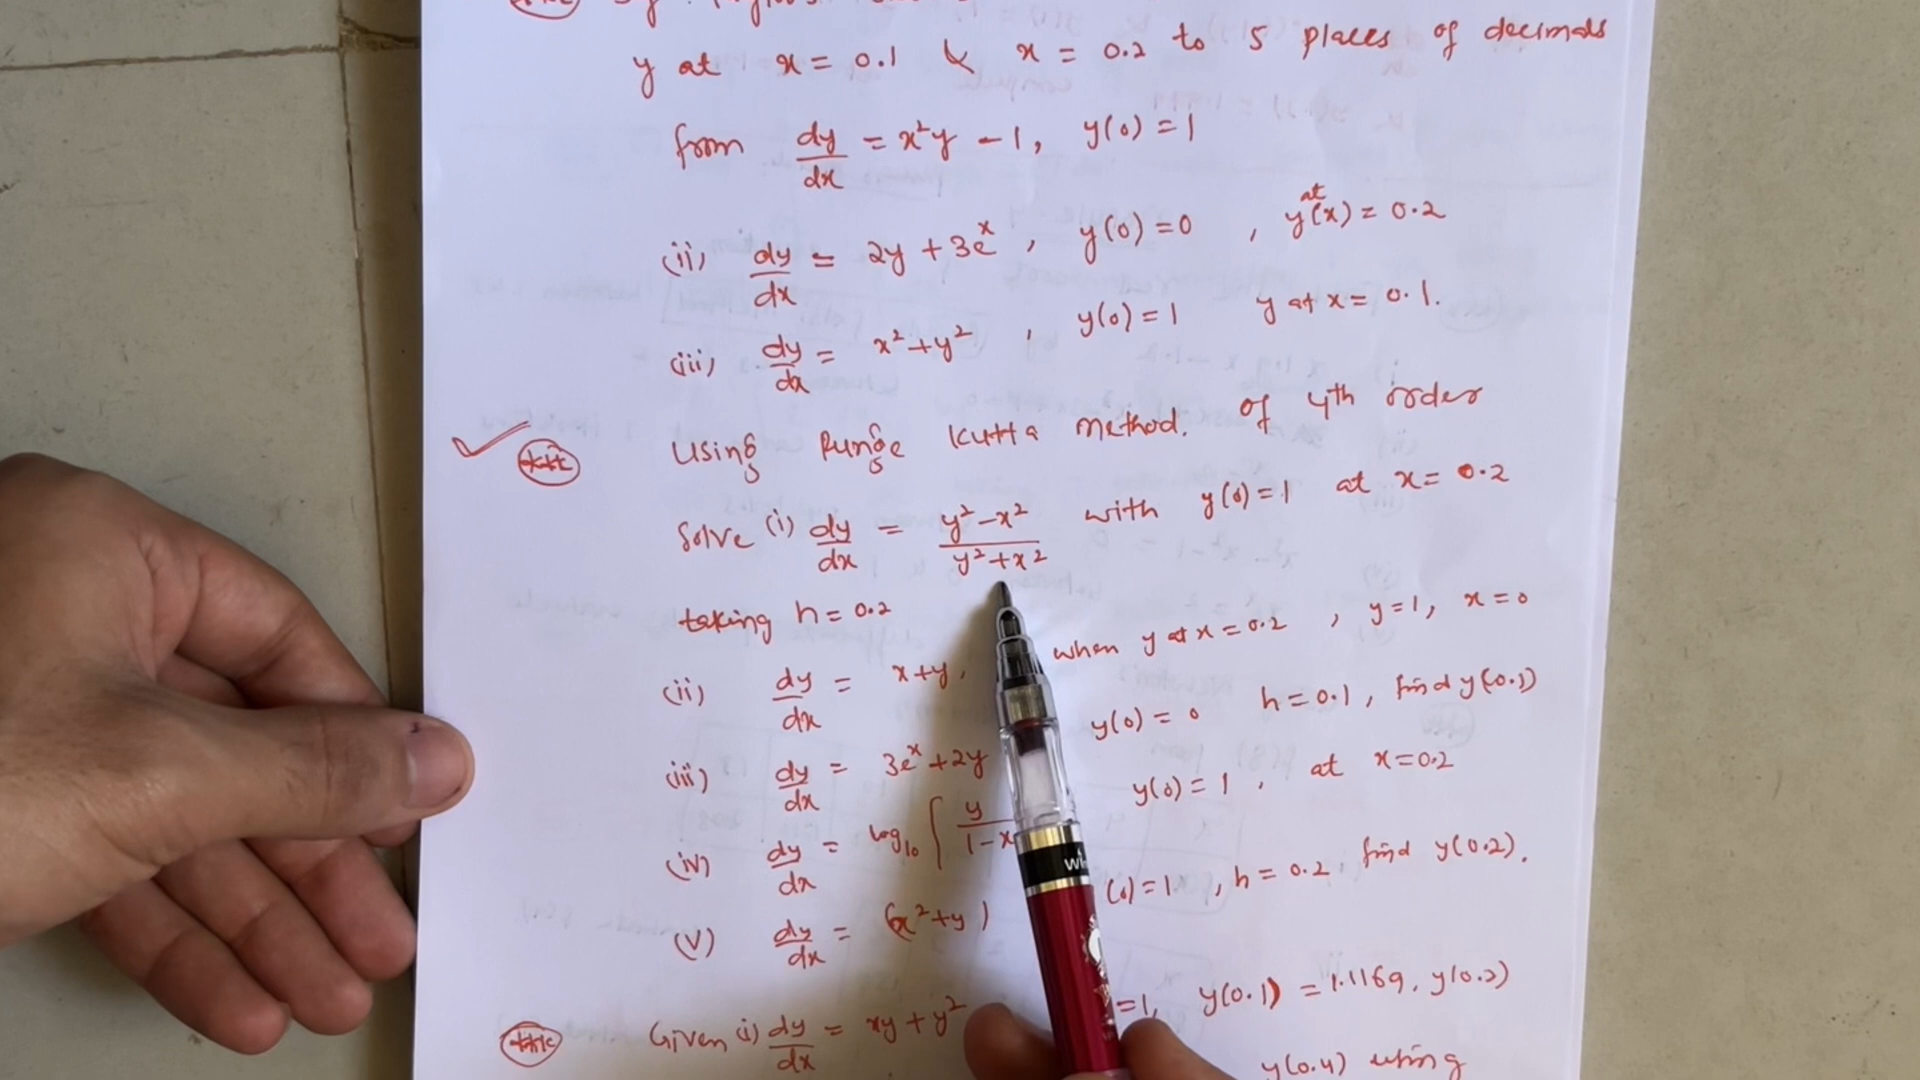 y at x = 0.1 & x = 0.2 to 5 places of decimals
from dy/dx = x²y - 1, y(0) = 1
(ii) dy/dx = 2y + 3eˣ, y(0) = 0, at y(x) = 0.2
(iii) dy/dx = x² + y², y(0) = 1 y at x = 0.1.
Using Runge Kutta method. of 4th order
Solve (i) dy/dx = y² - x² / y² + x² with y(0) = 1 at x = 0.2
taking h = 0.2
(ii) dy/dx = x + y, when y at x = 0.2, y = 1, x = 0
(iii) dy/dx = 3eˣ + 2y y(0) = 0 h = 0.1, find y(0.1)
(iv) dy/dx = log₁₀ [ y / 1 - x y(0) = 1, at x = 0.2
(v) dy/dx = (x² + y) (0) = 1, h = 0.2, find y(0.2).
Given (i) dy/dx = xy + y² = 1, y(0.1) = 1.1169, y(0.2)
y(0.4) using